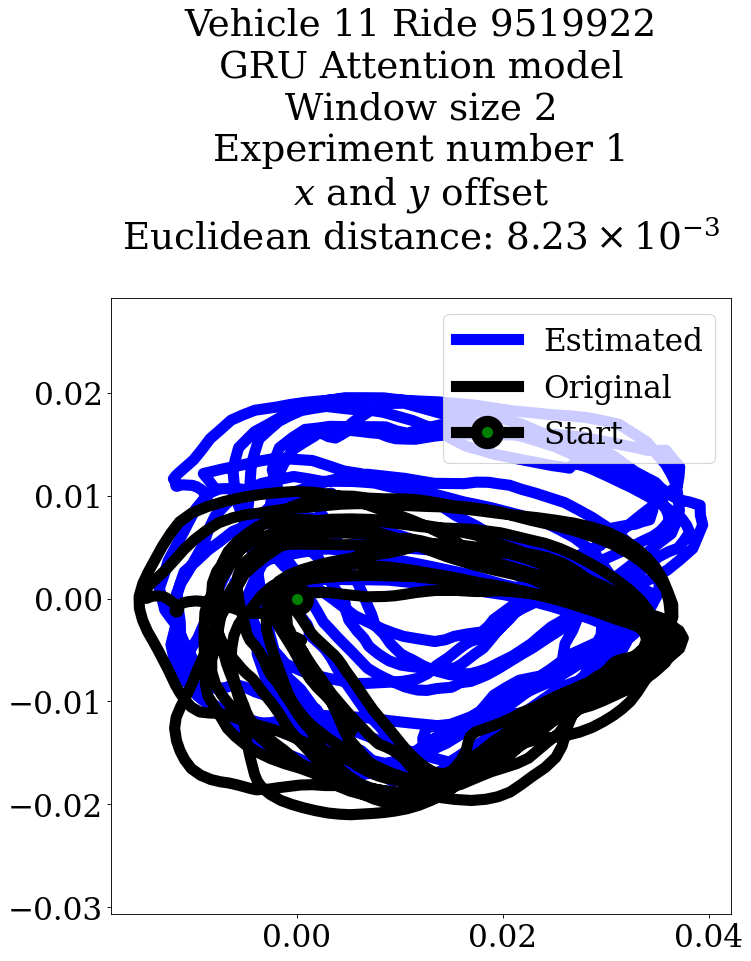 Vehicle 11 Ride 9519922
GRU Attention model
Window size 2
Experiment number 1
x and y offset
Euclidean distance: 8.23 × 10⁻³
Estimated
Original
Start
0.02
0.01
0.00
−0.01
−0.02
−0.03
0.00 0.02 0.04